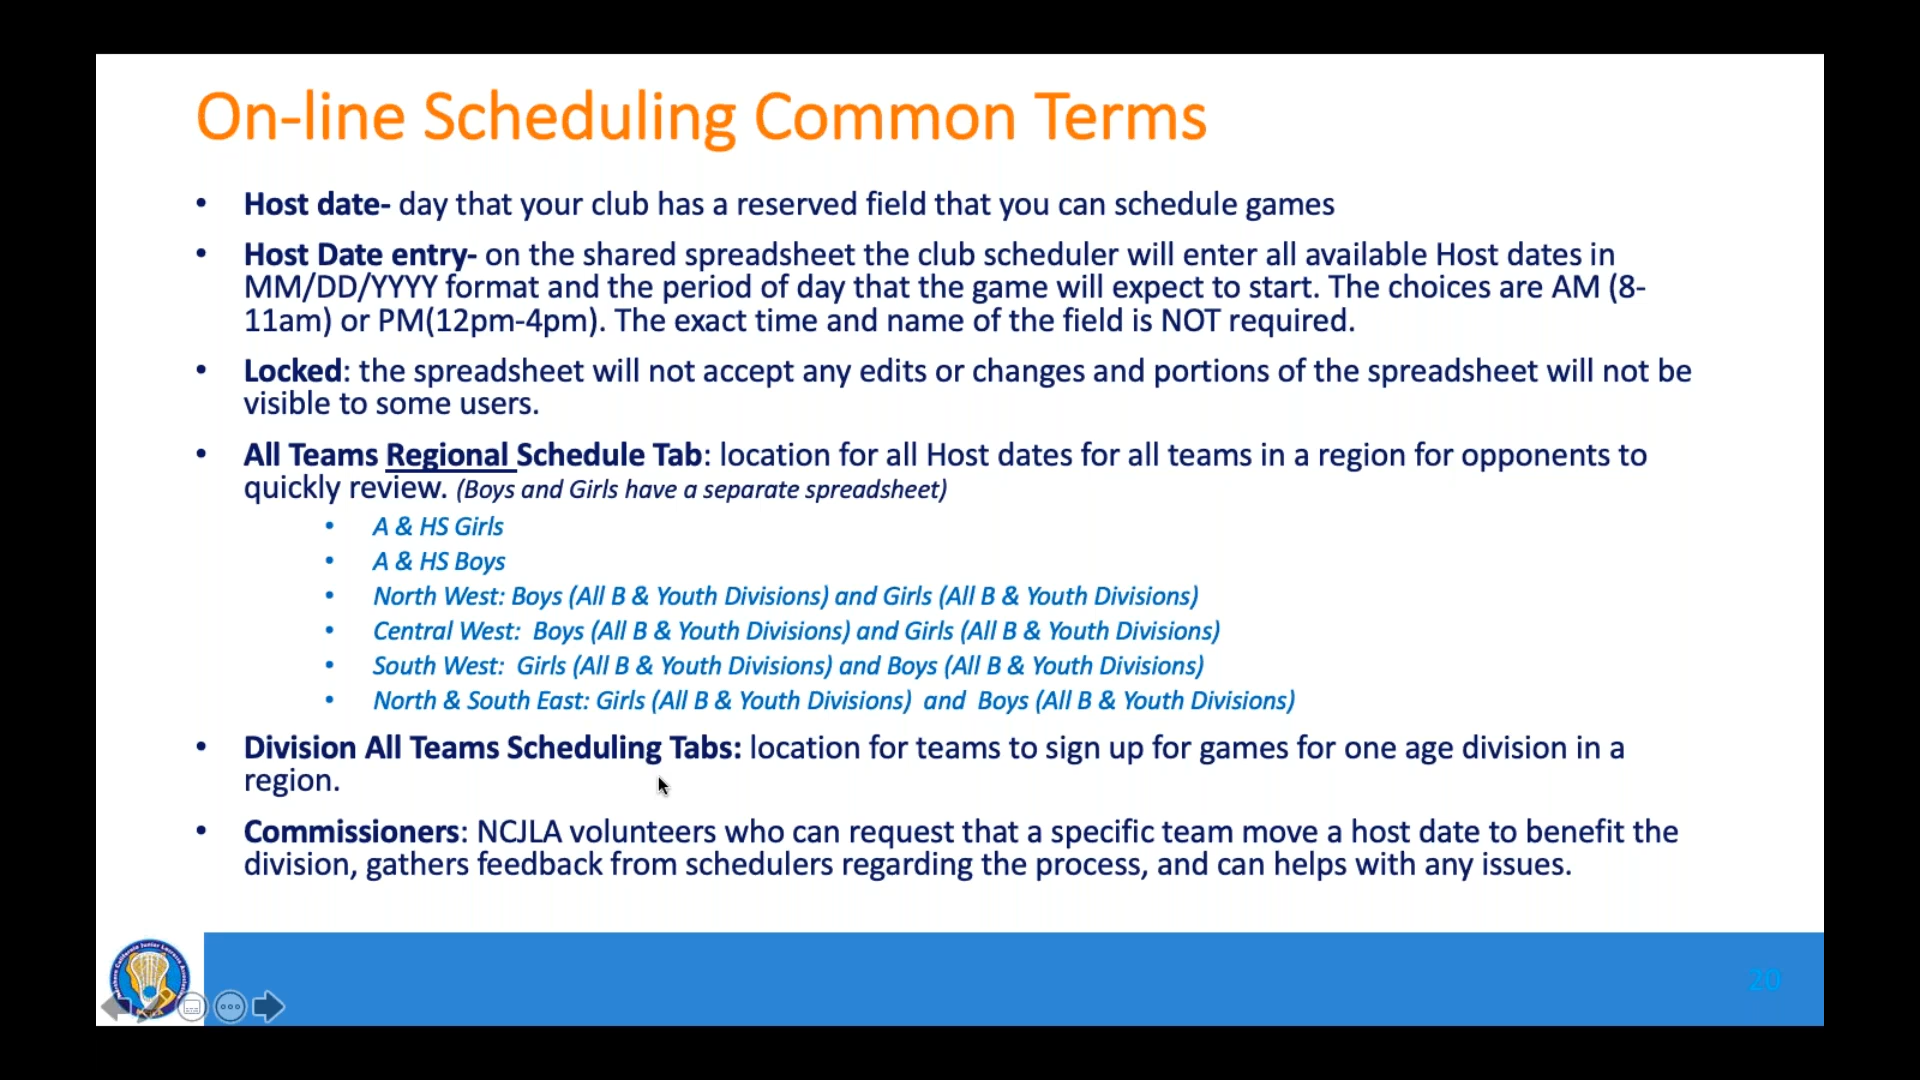 On-line Scheduling Common Terms
• Host date- day that your club has a reserved field that you can schedule games
• Host Date entry- on the shared spreadsheet the club scheduler will enter all available Host dates in
MM/DD/YYYY format and the period of day that the game will expect to start. The choices are AM (8-
11am) or PM(12pm-4pm). The exact time and name of the field is NOT required.
• Locked: the spreadsheet will not accept any edits or changes and portions of the spreadsheet will not be
visible to some users.
• All Teams Regional Schedule Tab: location for all Host dates for all teams in a region for opponents to
quickly review. (Boys and Girls have a separate spreadsheet)
• A & HS Girls
• A & HS Boys
• North West: Boys (All B & Youth Divisions) and Girls (All B & Youth Divisions)
• Central West: Boys (All B & Youth Divisions) and Girls (All B & Youth Divisions)
• South West: Girls (All B & Youth Divisions) and Boys (All B & Youth Divisions)
• North & South East: Girls (All B & Youth Divisions) and Boys (All B & Youth Divisions)
• Division All Teams Scheduling Tabs: location for teams to sign up for games for one age division in a
region.
• Commissioners: NCJLA volunteers who can request that a specific team move a host date to benefit the
division, gathers feedback from schedulers regarding the process, and can helps with any issues.
20